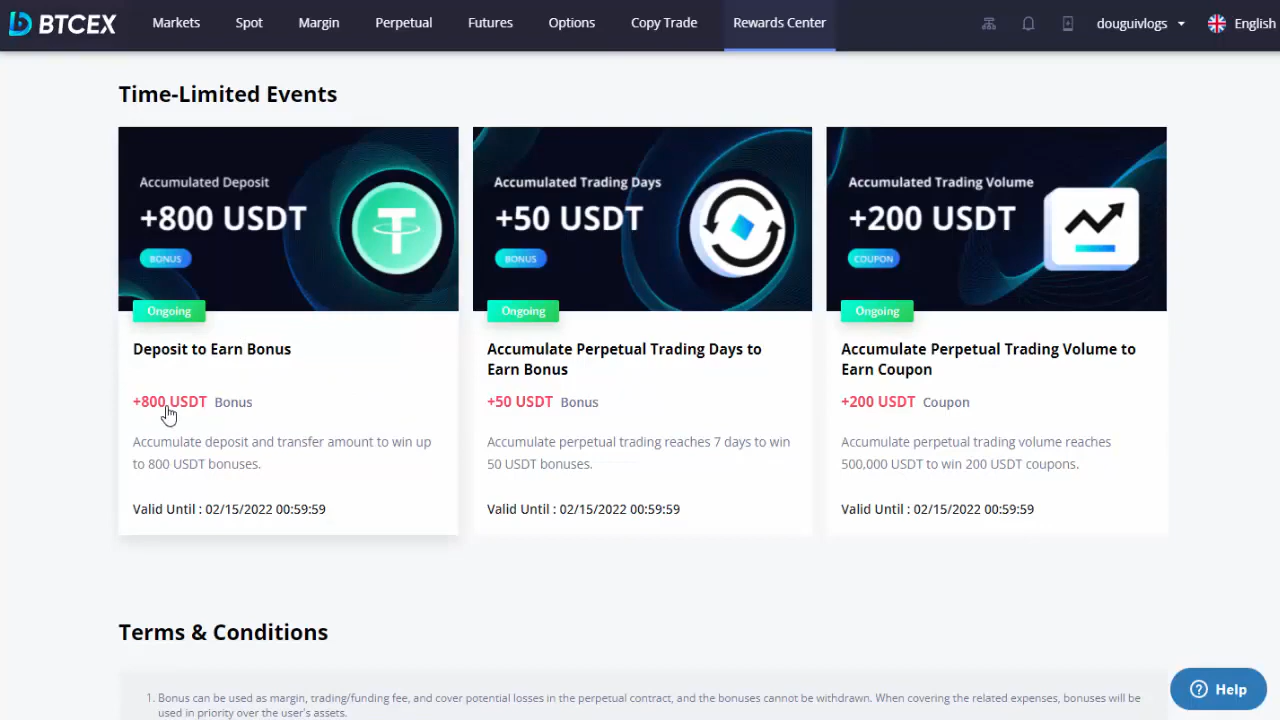 BTCEX Markets Spot Margin Perpetual Futures Options Copy Trade Rewards Center douguivlogs English
Time-Limited Events
Accumulated Deposit
+800 USDT
BONUS
Ongoing
Deposit to Earn Bonus
+800 USDT Bonus
Accumulate deposit and transfer amount to win up
to 800 USDT bonuses.
Valid Until : 02/15/2022 00:59:59
Accumulated Trading Days
+50 USDT
BONUS
Ongoing
Accumulate Perpetual Trading Days to
Earn Bonus
+50 USDT Bonus
Accumulate perpetual trading reaches 7 days to win
50 USDT bonuses.
Valid Until : 02/15/2022 00:59:59
Accumulated Trading Volume
+200 USDT
COUPON
Ongoing
Accumulate Perpetual Trading Volume to
Earn Coupon
+200 USDT Coupon
Accumulate perpetual trading volume reaches
500,000 USDT to win 200 USDT coupons.
Valid Until : 02/15/2022 00:59:59
Terms & Conditions
1. Bonus can be used as margin, trading/funding fee, and cover potential losses in the perpetual contract, and the bonuses cannot be withdrawn. When covering the related expenses, bonuses will be
used in priority over the user's assets.
Help